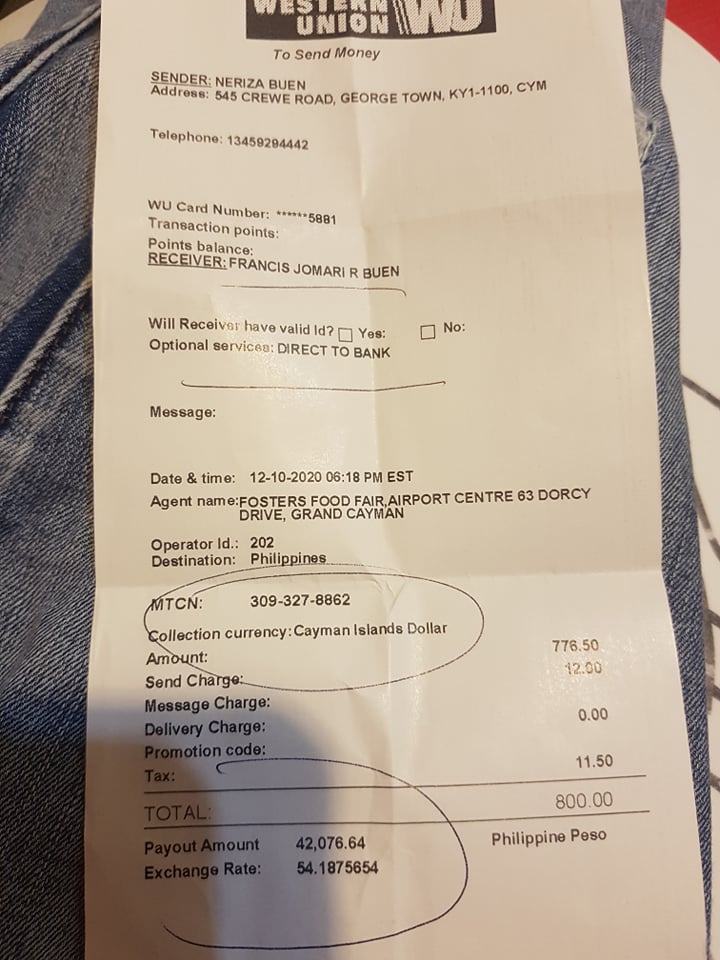 WESTERN
UNION WU
To Send Money
SENDER: NERIZA BUEN
Address: 545 CREWE ROAD, GEORGE TOWN, KY1-1100, CYM
Telephone: 13459294442
WU Card Number: ******5881
Transaction points:
Points balance:
RECEIVER: FRANCIS JOMARI R BUEN
Will Receiver have valid Id? Yes: No:
Optional services: DIRECT TO BANK
Message:
Date & time: 12-10-2020 06:18 PM EST
Agent name:FOSTERS FOOD FAIR,AIRPORT CENTRE 63 DORCY
DRIVE, GRAND CAYMAN
Operator Id.: 202
Destination: Philippines
MTCN: 309-327-8862
Collection currency: Cayman Islands Dollar
Amount: 776.50
Send Charge: 12.00
Message Charge:
Delivery Charge: 0.00
Promotion code:
Tax: 11.50
TOTAL: 800.00
Payout Amount 42,076.64 Philippine Peso
Exchange Rate: 54.1875654